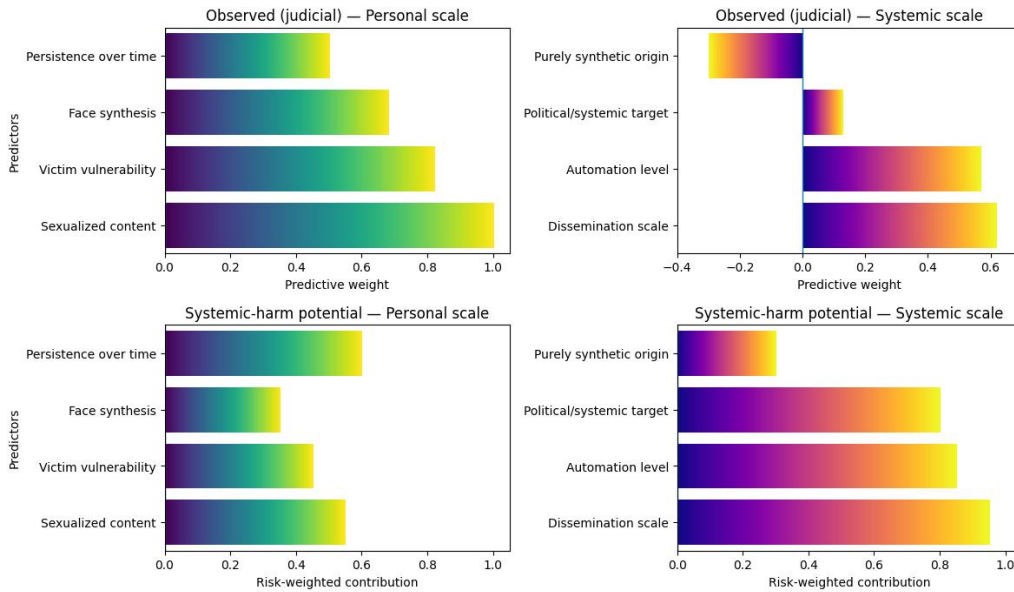 Observed (judicial) — Personal scale
Persistence over time
Face synthesis
Victim vulnerability
Sexualized content
Predictors
0.0 0.2 0.4 0.6 0.8 1.0
Predictive weight
Observed (judicial) — Systemic scale
Purely synthetic origin
Political/systemic target
Automation level
Dissemination scale
−0.4 −0.2 0.0 0.2 0.4 0.6
Predictive weight
Systemic-harm potential — Personal scale
Persistence over time
Face synthesis
Victim vulnerability
Sexualized content
Predictors
0.0 0.2 0.4 0.6 0.8 1.0
Risk-weighted contribution
Systemic-harm potential — Systemic scale
Purely synthetic origin
Political/systemic target
Automation level
Dissemination scale
0.0 0.2 0.4 0.6 0.8 1.0
Risk-weighted contribution